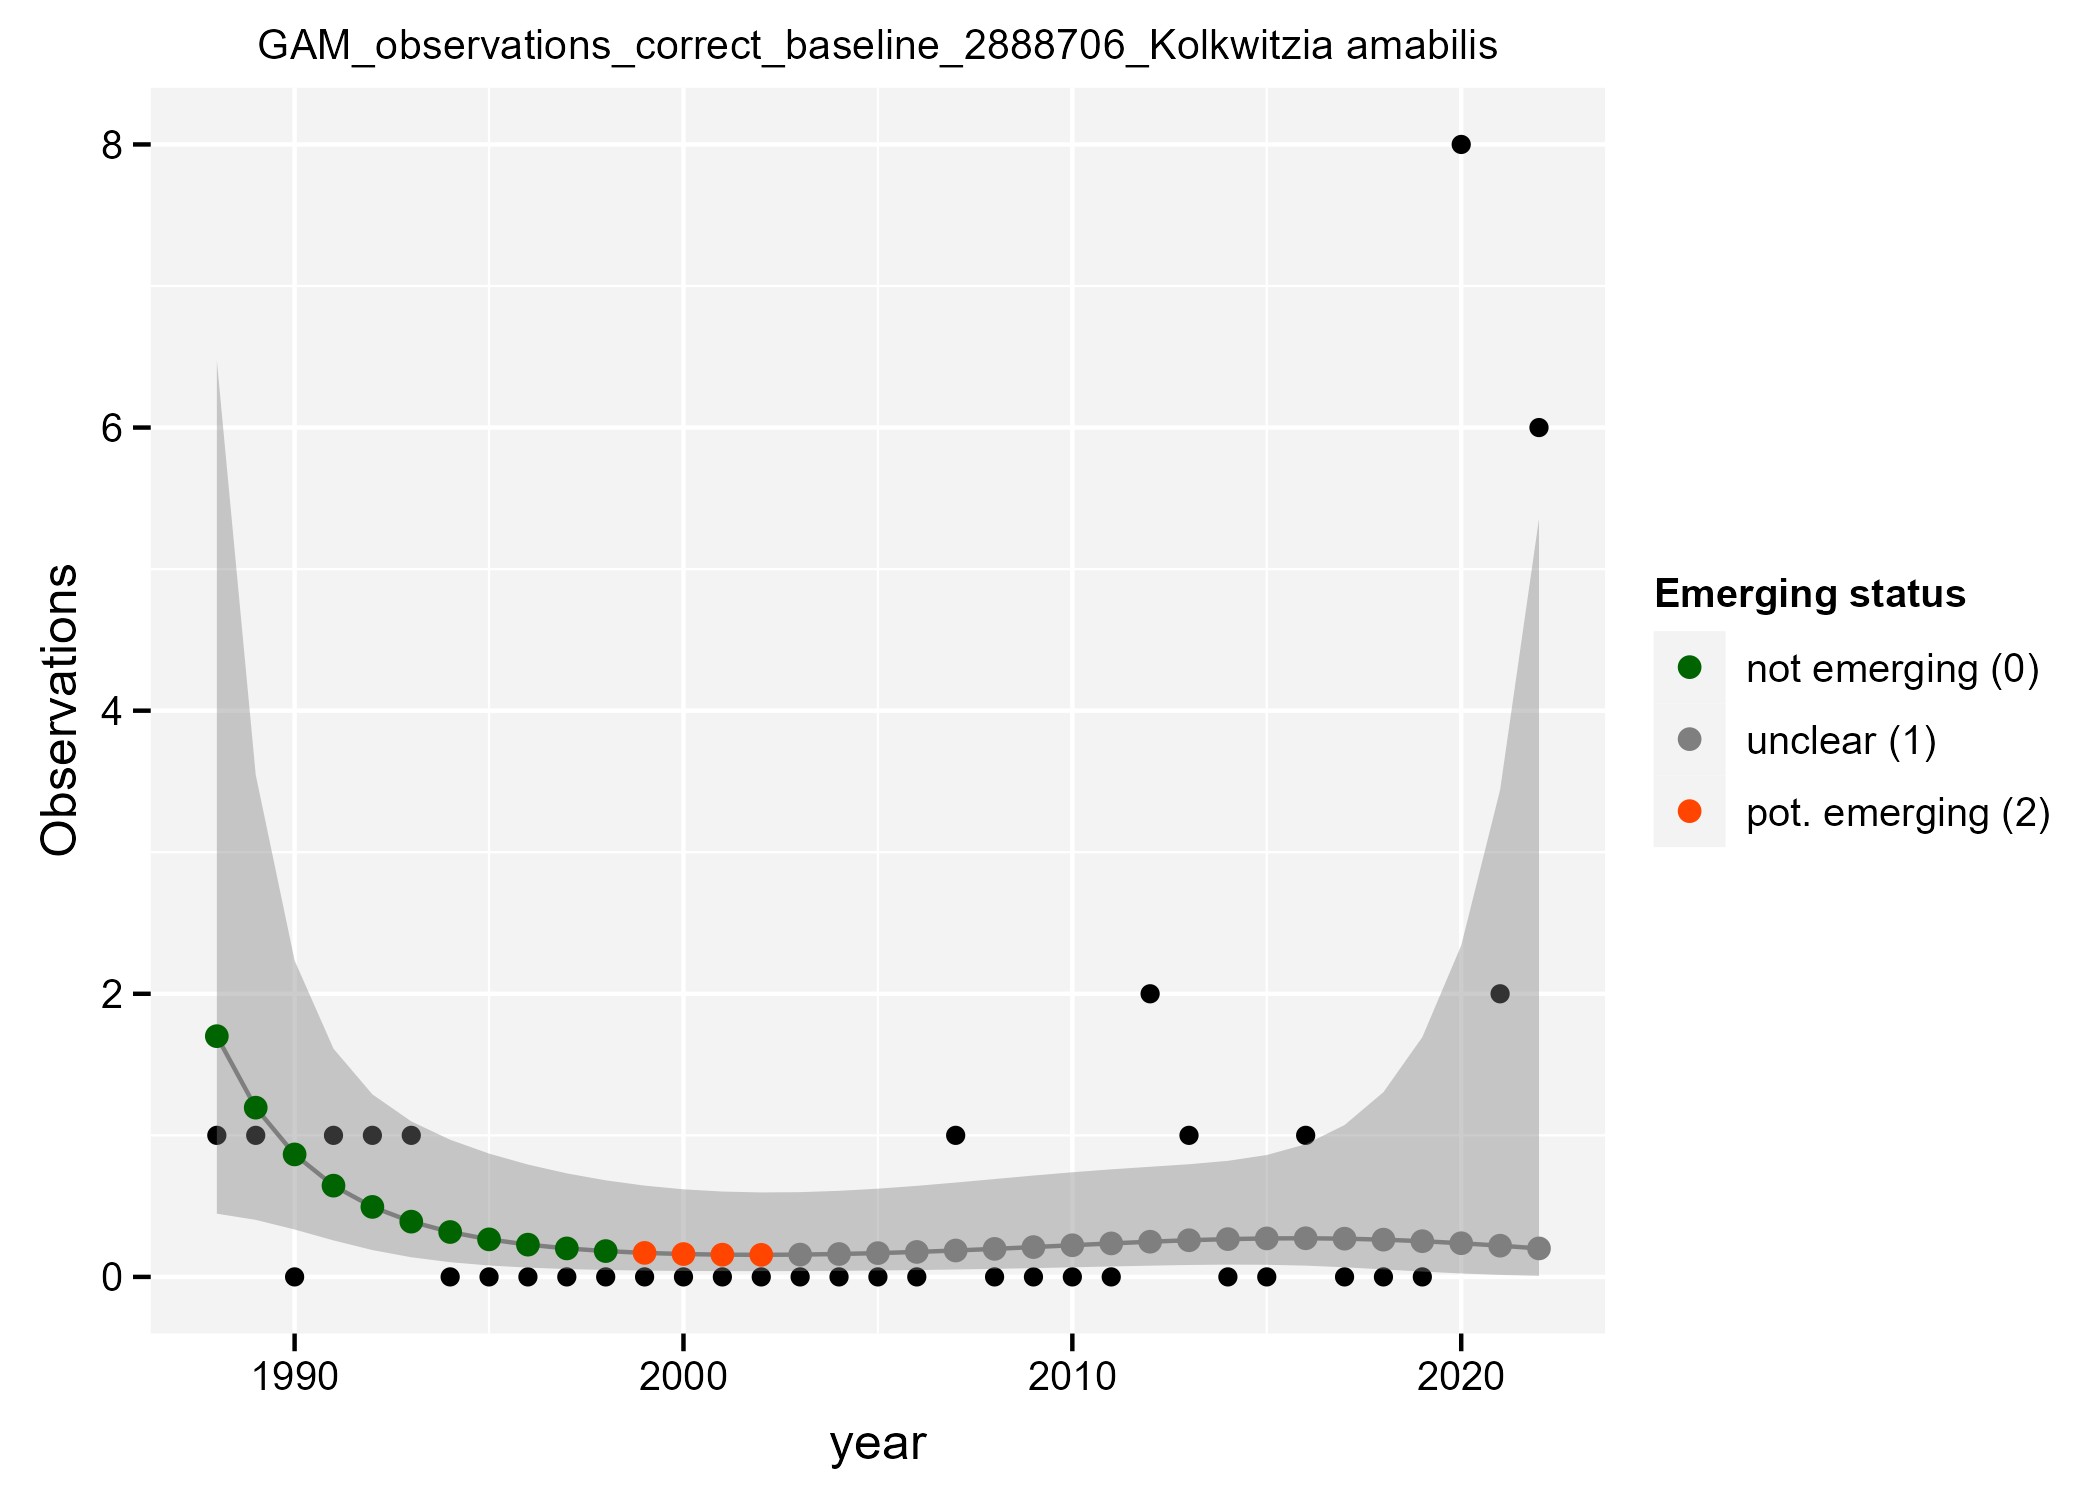 GAM_observations_correct_baseline_2888706_Kolkwitzia amabilis
8
6
4
2
0
Observations
1990
2000
2010
2020
year
Emerging status
not emerging (0)
unclear (1)
pot. emerging (2)